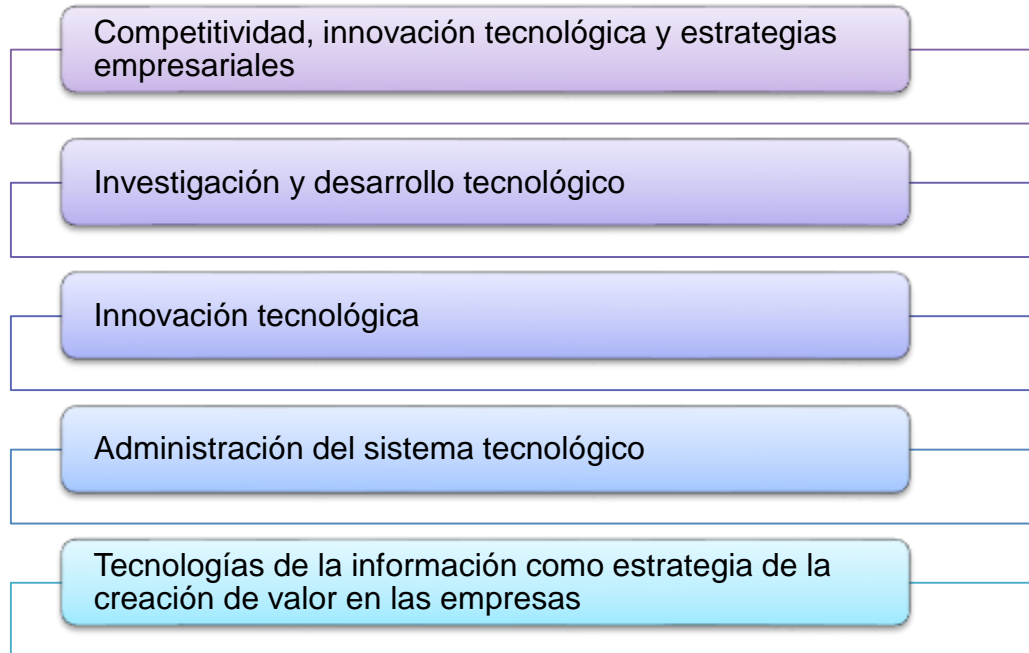 Competitividad, innovación tecnológica y estrategias
empresariales
Investigación y desarrollo tecnológico
Innovación tecnológica
Administración del sistema tecnológico
Tecnologías de la información como estrategia de la
creación de valor en las empresas